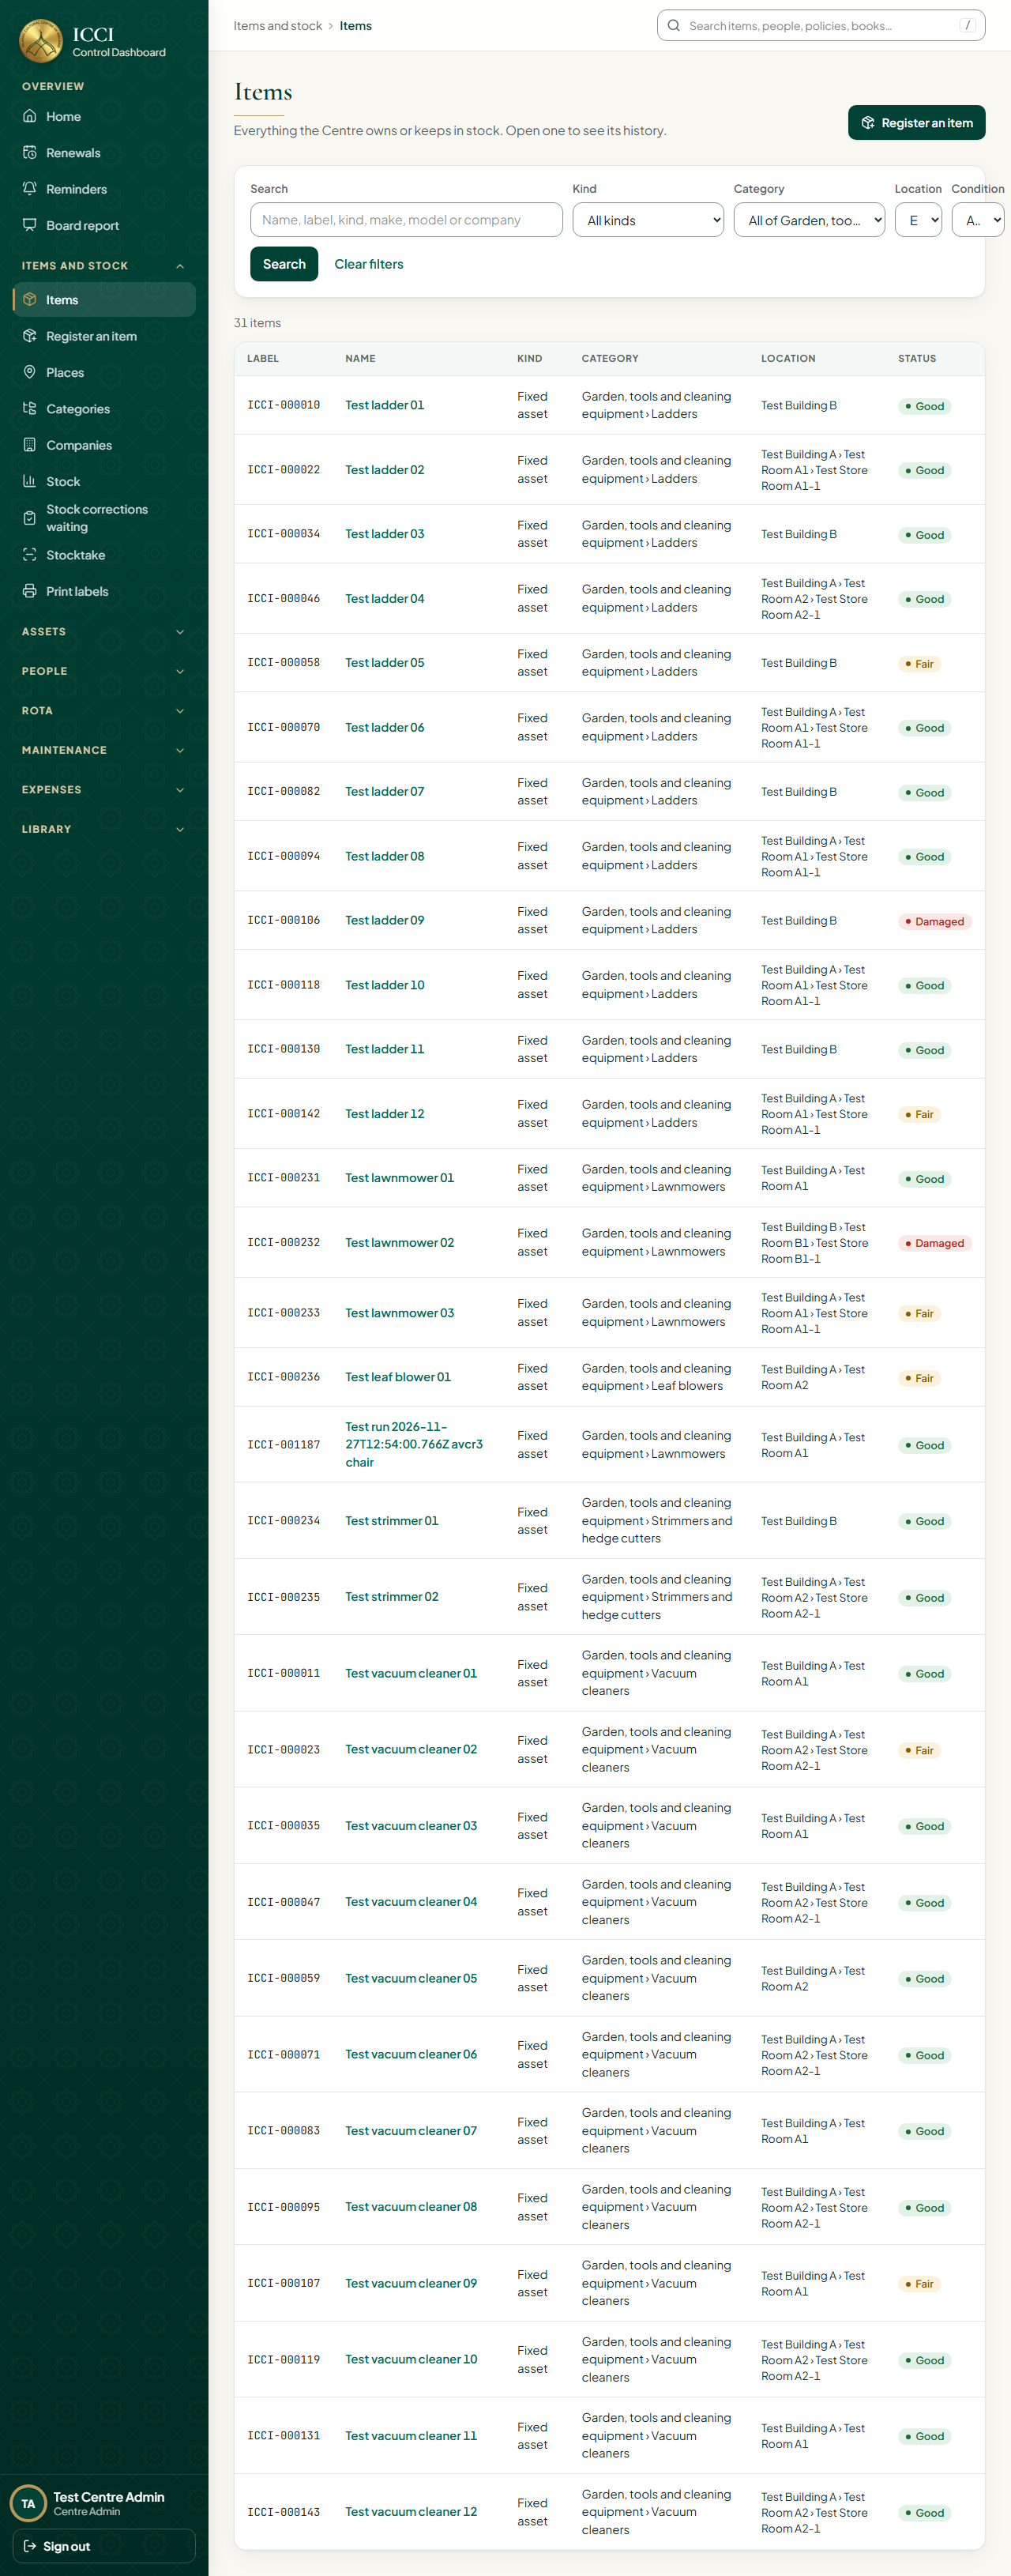 ICCI
Control Dashboard
OVERVIEW
Home
Renewals
Reminders
Board report
ITEMS AND STOCK
Items
Register an item
Places
Categories
Companies
Stock
Stock corrections
waiting
Stocktake
Print labels
ASSETS
PEOPLE
ROTA
MAINTENANCE
EXPENSES
LIBRARY
TA
Test Centre Admin
Centre Admin
Sign out
Items and stock › Items
Search items, people, policies, books...
/
Items
Everything the Centre owns or keeps in stock. Open one to see its history.
Register an item
Search Kind Category Location Condition
Name, label, kind, make, model or company All kinds All of Garden, too... E A..
Search Clear filters
31 items
LABEL NAME KIND CATEGORY LOCATION STATUS
ICCI-000010 Test ladder 01 Fixed asset Garden, tools and cleaning equipment › Ladders Test Building B Good
ICCI-000022 Test ladder 02 Fixed asset Garden, tools and cleaning equipment › Ladders Test Building A › Test Room A1 › Test Store Room A1-1 Good
ICCI-000034 Test ladder 03 Fixed asset Garden, tools and cleaning equipment › Ladders Test Building B Good
ICCI-000046 Test ladder 04 Fixed asset Garden, tools and cleaning equipment › Ladders Test Building A › Test Room A2 › Test Store Room A2-1 Good
ICCI-000058 Test ladder 05 Fixed asset Garden, tools and cleaning equipment › Ladders Test Building B Fair
ICCI-000070 Test ladder 06 Fixed asset Garden, tools and cleaning equipment › Ladders Test Building A › Test Room A1 › Test Store Room A1-1 Good
ICCI-000082 Test ladder 07 Fixed asset Garden, tools and cleaning equipment › Ladders Test Building B Good
ICCI-000094 Test ladder 08 Fixed asset Garden, tools and cleaning equipment › Ladders Test Building A › Test Room A1 › Test Store Room A1-1 Good
ICCI-000106 Test ladder 09 Fixed asset Garden, tools and cleaning equipment › Ladders Test Building B Damaged
ICCI-000118 Test ladder 10 Fixed asset Garden, tools and cleaning equipment › Ladders Test Building A › Test Room A1 › Test Store Room A1-1 Good
ICCI-000130 Test ladder 11 Fixed asset Garden, tools and cleaning equipment › Ladders Test Building B Good
ICCI-000142 Test ladder 12 Fixed asset Garden, tools and cleaning equipment › Ladders Test Building A › Test Room A1 › Test Store Room A1-1 Fair
ICCI-000231 Test lawnmower 01 Fixed asset Garden, tools and cleaning equipment › Lawnmowers Test Building A › Test Room A1 Good
ICCI-000232 Test lawnmower 02 Fixed asset Garden, tools and cleaning equipment › Lawnmowers Test Building B › Test Room B1 › Test Store Room B1-1 Damaged
ICCI-000233 Test lawnmower 03 Fixed asset Garden, tools and cleaning equipment › Lawnmowers Test Building A › Test Room A1 › Test Store Room A1-1 Fair
ICCI-000236 Test leaf blower 01 Fixed asset Garden, tools and cleaning equipment › Leaf blowers Test Building A › Test Room A2 Fair
ICCI-001187 Test run 2026-11-27T12:54:00.766Z avcr3 chair Fixed asset Garden, tools and cleaning equipment › Lawnmowers Test Building A › Test Room A1 Good
ICCI-000234 Test strimmer 01 Fixed asset Garden, tools and cleaning equipment › Strimmers and hedge cutters Test Building B Good
ICCI-000235 Test strimmer 02 Fixed asset Garden, tools and cleaning equipment › Strimmers and hedge cutters Test Building A › Test Room A2 › Test Store Room A2-1 Good
ICCI-000011 Test vacuum cleaner 01 Fixed asset Garden, tools and cleaning equipment › Vacuum cleaners Test Building A › Test Room A1 Good
ICCI-000023 Test vacuum cleaner 02 Fixed asset Garden, tools and cleaning equipment › Vacuum cleaners Test Building A › Test Room A2 › Test Store Room A2-1 Fair
ICCI-000035 Test vacuum cleaner 03 Fixed asset Garden, tools and cleaning equipment › Vacuum cleaners Test Building A › Test Room A1 Good
ICCI-000047 Test vacuum cleaner 04 Fixed asset Garden, tools and cleaning equipment › Vacuum cleaners Test Building A › Test Room A2 › Test Store Room A2-1 Good
ICCI-000059 Test vacuum cleaner 05 Fixed asset Garden, tools and cleaning equipment › Vacuum cleaners Test Building A › Test Room A2 Good
ICCI-000071 Test vacuum cleaner 06 Fixed asset Garden, tools and cleaning equipment › Vacuum cleaners Test Building A › Test Room A2 › Test Store Room A2-1 Good
ICCI-000083 Test vacuum cleaner 07 Fixed asset Garden, tools and cleaning equipment › Vacuum cleaners Test Building A › Test Room A1 Good
ICCI-000095 Test vacuum cleaner 08 Fixed asset Garden, tools and cleaning equipment › Vacuum cleaners Test Building A › Test Room A2 › Test Store Room A2-1 Good
ICCI-000107 Test vacuum cleaner 09 Fixed asset Garden, tools and cleaning equipment › Vacuum cleaners Test Building A › Test Room A1 Fair
ICCI-000119 Test vacuum cleaner 10 Fixed asset Garden, tools and cleaning equipment › Vacuum cleaners Test Building A › Test Room A2 › Test Store Room A2-1 Good
ICCI-000131 Test vacuum cleaner 11 Fixed asset Garden, tools and cleaning equipment › Vacuum cleaners Test Building A › Test Room A1 Good
ICCI-000143 Test vacuum cleaner 12 Fixed asset Garden, tools and cleaning equipment › Vacuum cleaners Test Building A › Test Room A2 › Test Store Room A2-1 Good